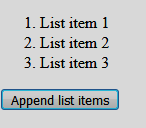 1. List item 1
2. List item 2
3. List item 3
Append list items